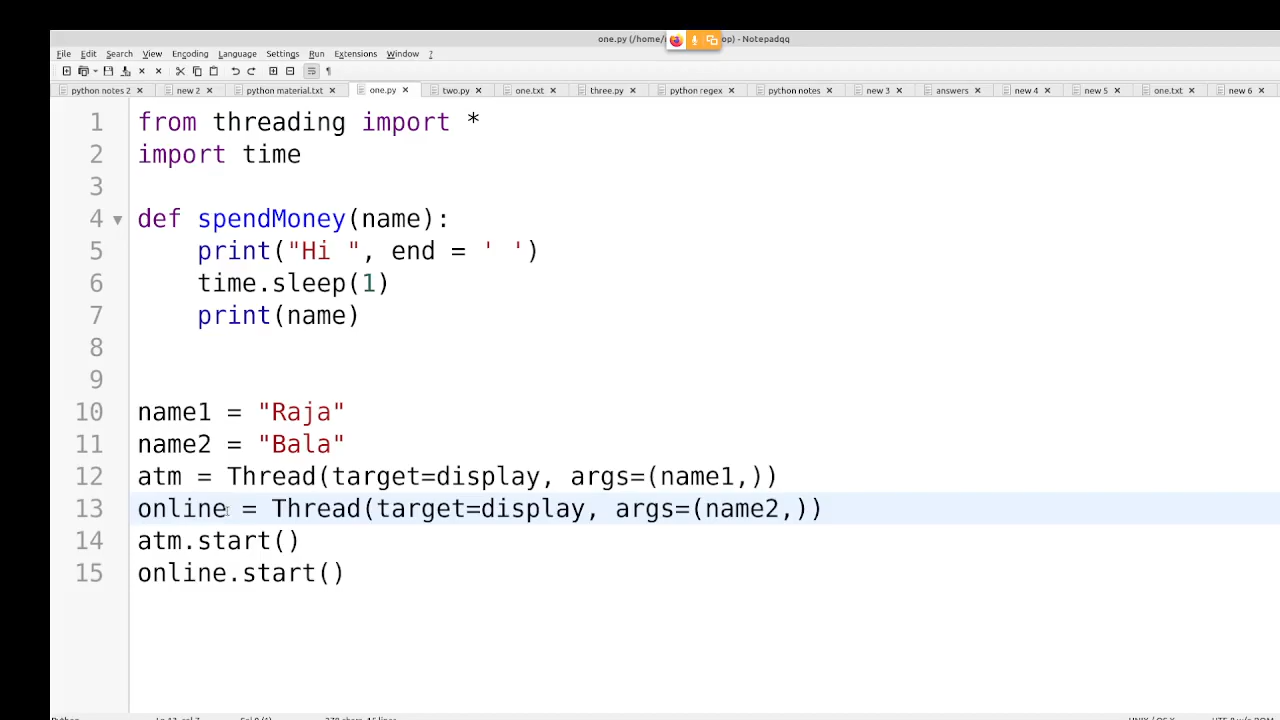 one.py (/home/ op) - Notepadqq
File Edit Search View Encoding Language Settings Run Extensions Window ?
python notes 2 new 2 python material.txt one.py two.py one.txt three.py python regex python notes new 3 answers new 4 new 5 one.txt new 6
1 from threading import *
2 import time
3
4 def spendMoney(name):
5 print("Hi ", end = ' ')
6 time.sleep(1)
7 print(name)
8
9
10 name1 = "Raja"
11 name2 = "Bala"
12 atm = Thread(target=display, args=(name1,))
13 online = Thread(target=display, args=(name2,))
14 atm.start()
15 online.start()